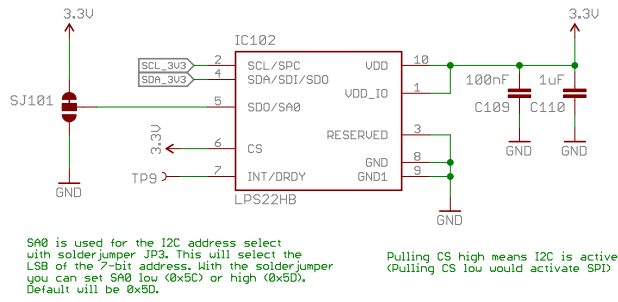 3.3V
3.3V
IC102
SCL_3V3
2
SCL/SPC
VDD
10
SDA_3V3
4
SDA/SDI/SDO
100nF
1uF
VDD_IO
1
SJ101
5
SDO/SA0
C109
C110
RESERVED
3
3.3V
6
CS
GND
GND
GND
8
TP9
7
INT/DRDY
GND1
9
GND
LPS22HB
GND
SA0 is used for the I2C address select
with solderjumper JP3. This will select the
LSB of the 7-bit address. With the solderjumper
you can set SA0 low (0x5C) or high (0x5D).
Default will be 0x5D.
Pulling CS high means I2C is active
(Pulling CS low would activate SPI)